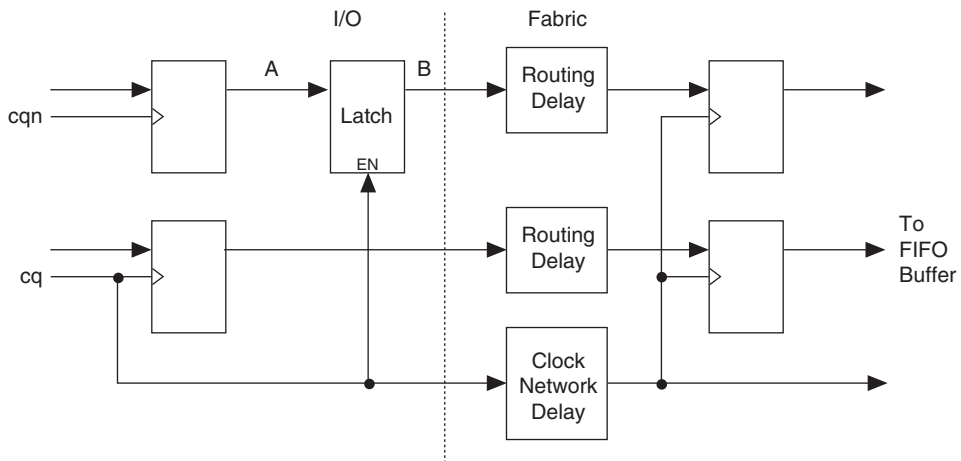 I/O
Fabric
A
B
Routing
Delay
cqn
Latch
EN
Routing
Delay
cq
To
FIFO
Buffer
Clock
Network
Delay